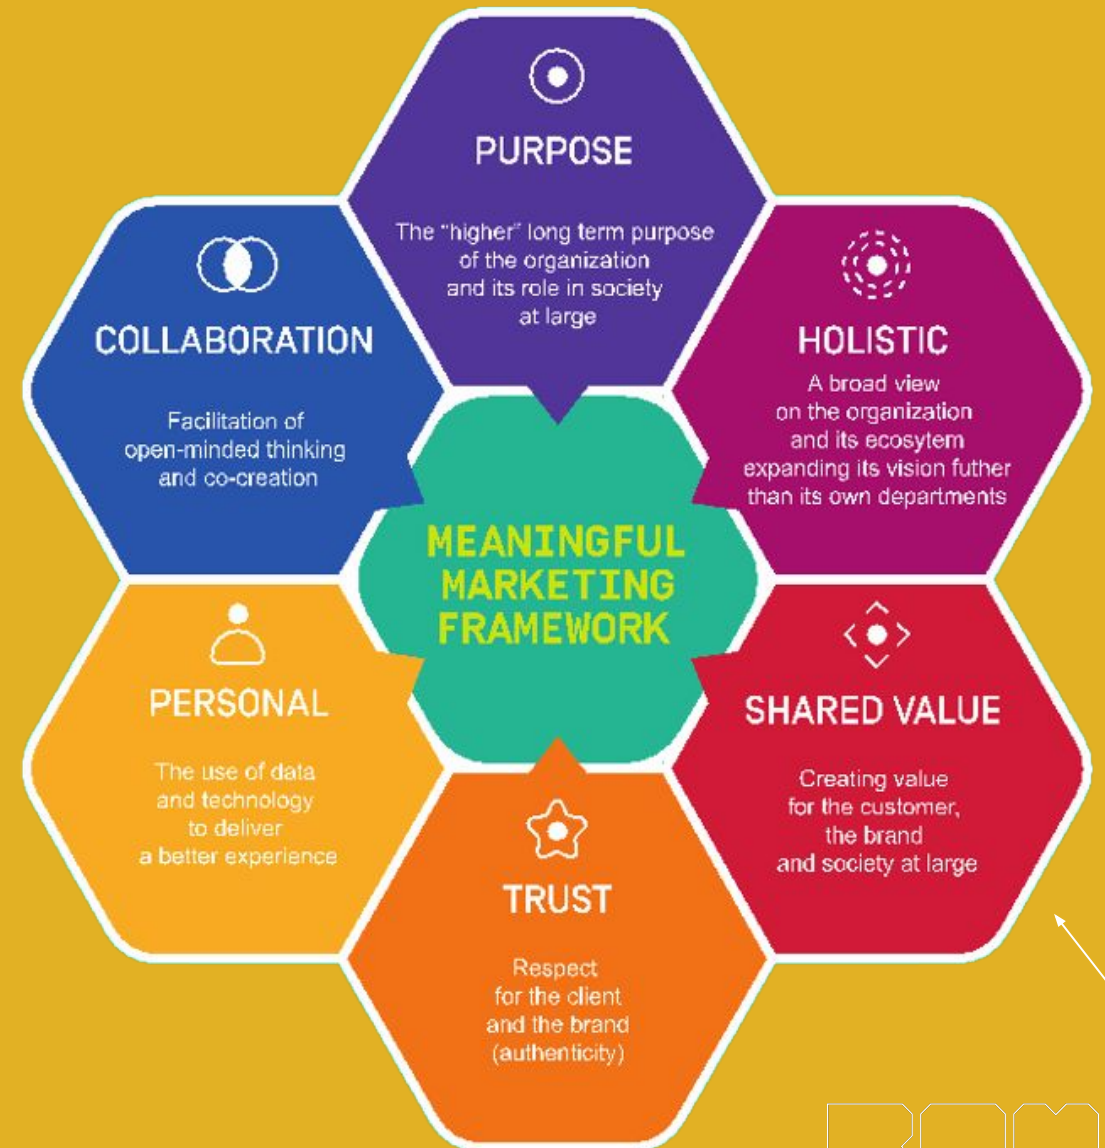 PURPOSE
The "higher" long term purpose
of the organization
and its role in society
at large
HOLISTIC
A broad view
on the organization
and its ecosytem
expanding its vision futher
than its own departments
SHARED VALUE
Creating value
for the customer,
the brand
and society at large
TRUST
Respect
for the client
and the brand
(authenticity)
PERSONAL
The use of data
and technology
to deliver
a better experience
COLLABORATION
Facilitation of
open-minded thinking
and co-creation
MEANINGFUL
MARKETING
FRAMEWORK